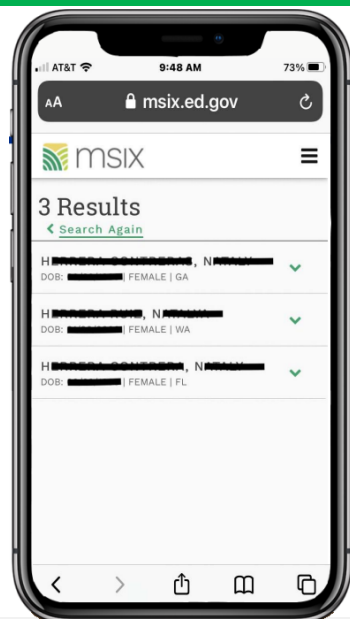 AT&T 9:48 AM 73%
AA msix.ed.gov
msix
3 Results
Search Again
H , N
DOB: | FEMALE | GA
H , N
DOB: | FEMALE | WA
H , N
DOB: | FEMALE | FL